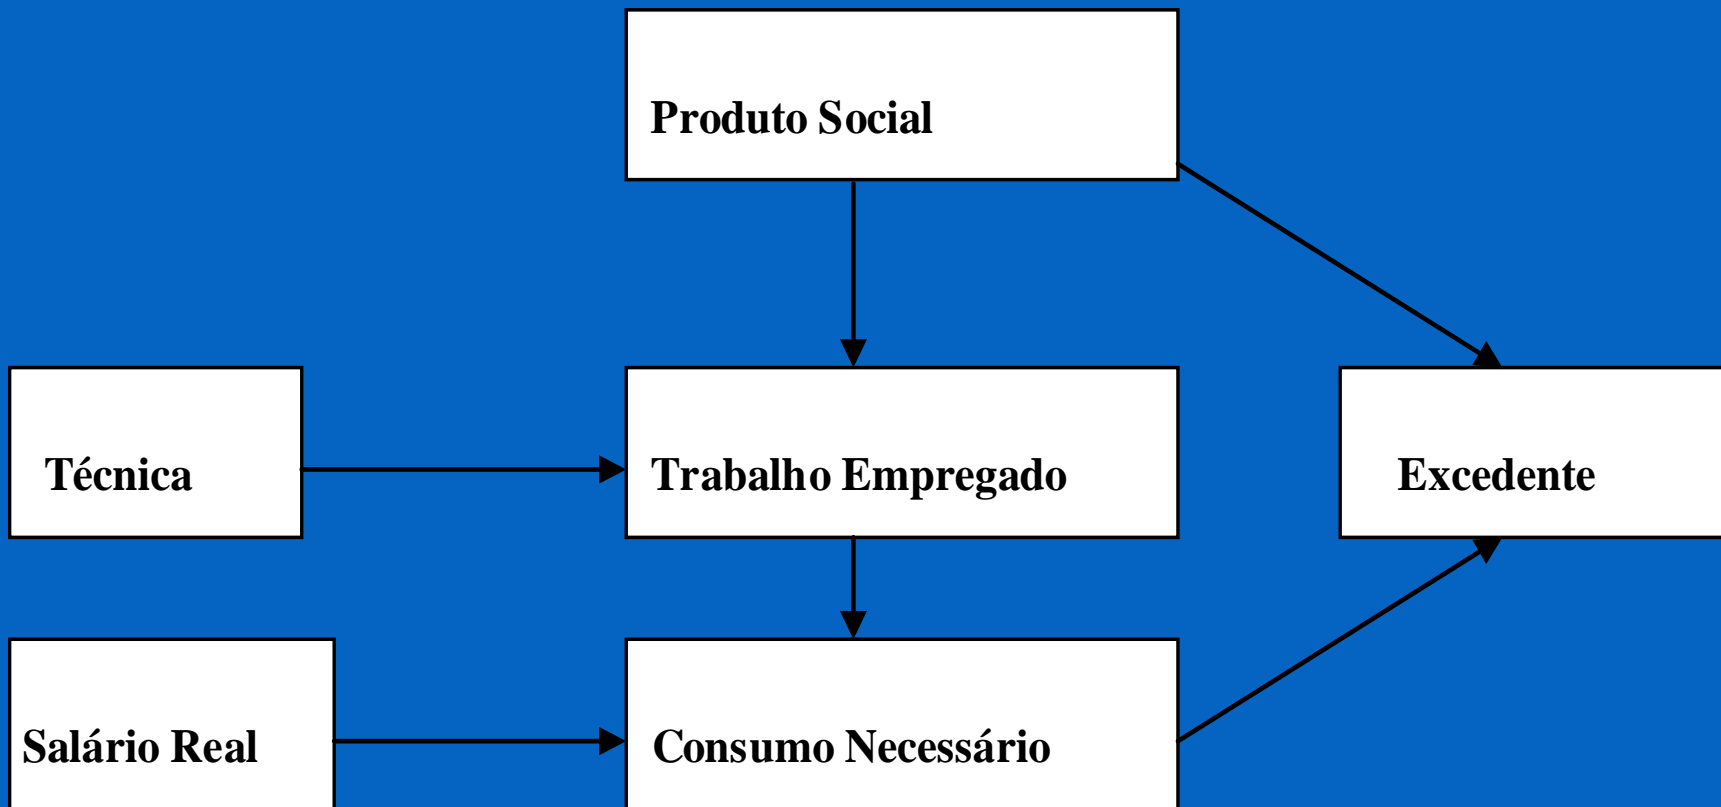 Produto Social
Técnica
Trabalho Empregado
Excedente
Salário Real
Consumo Necessário